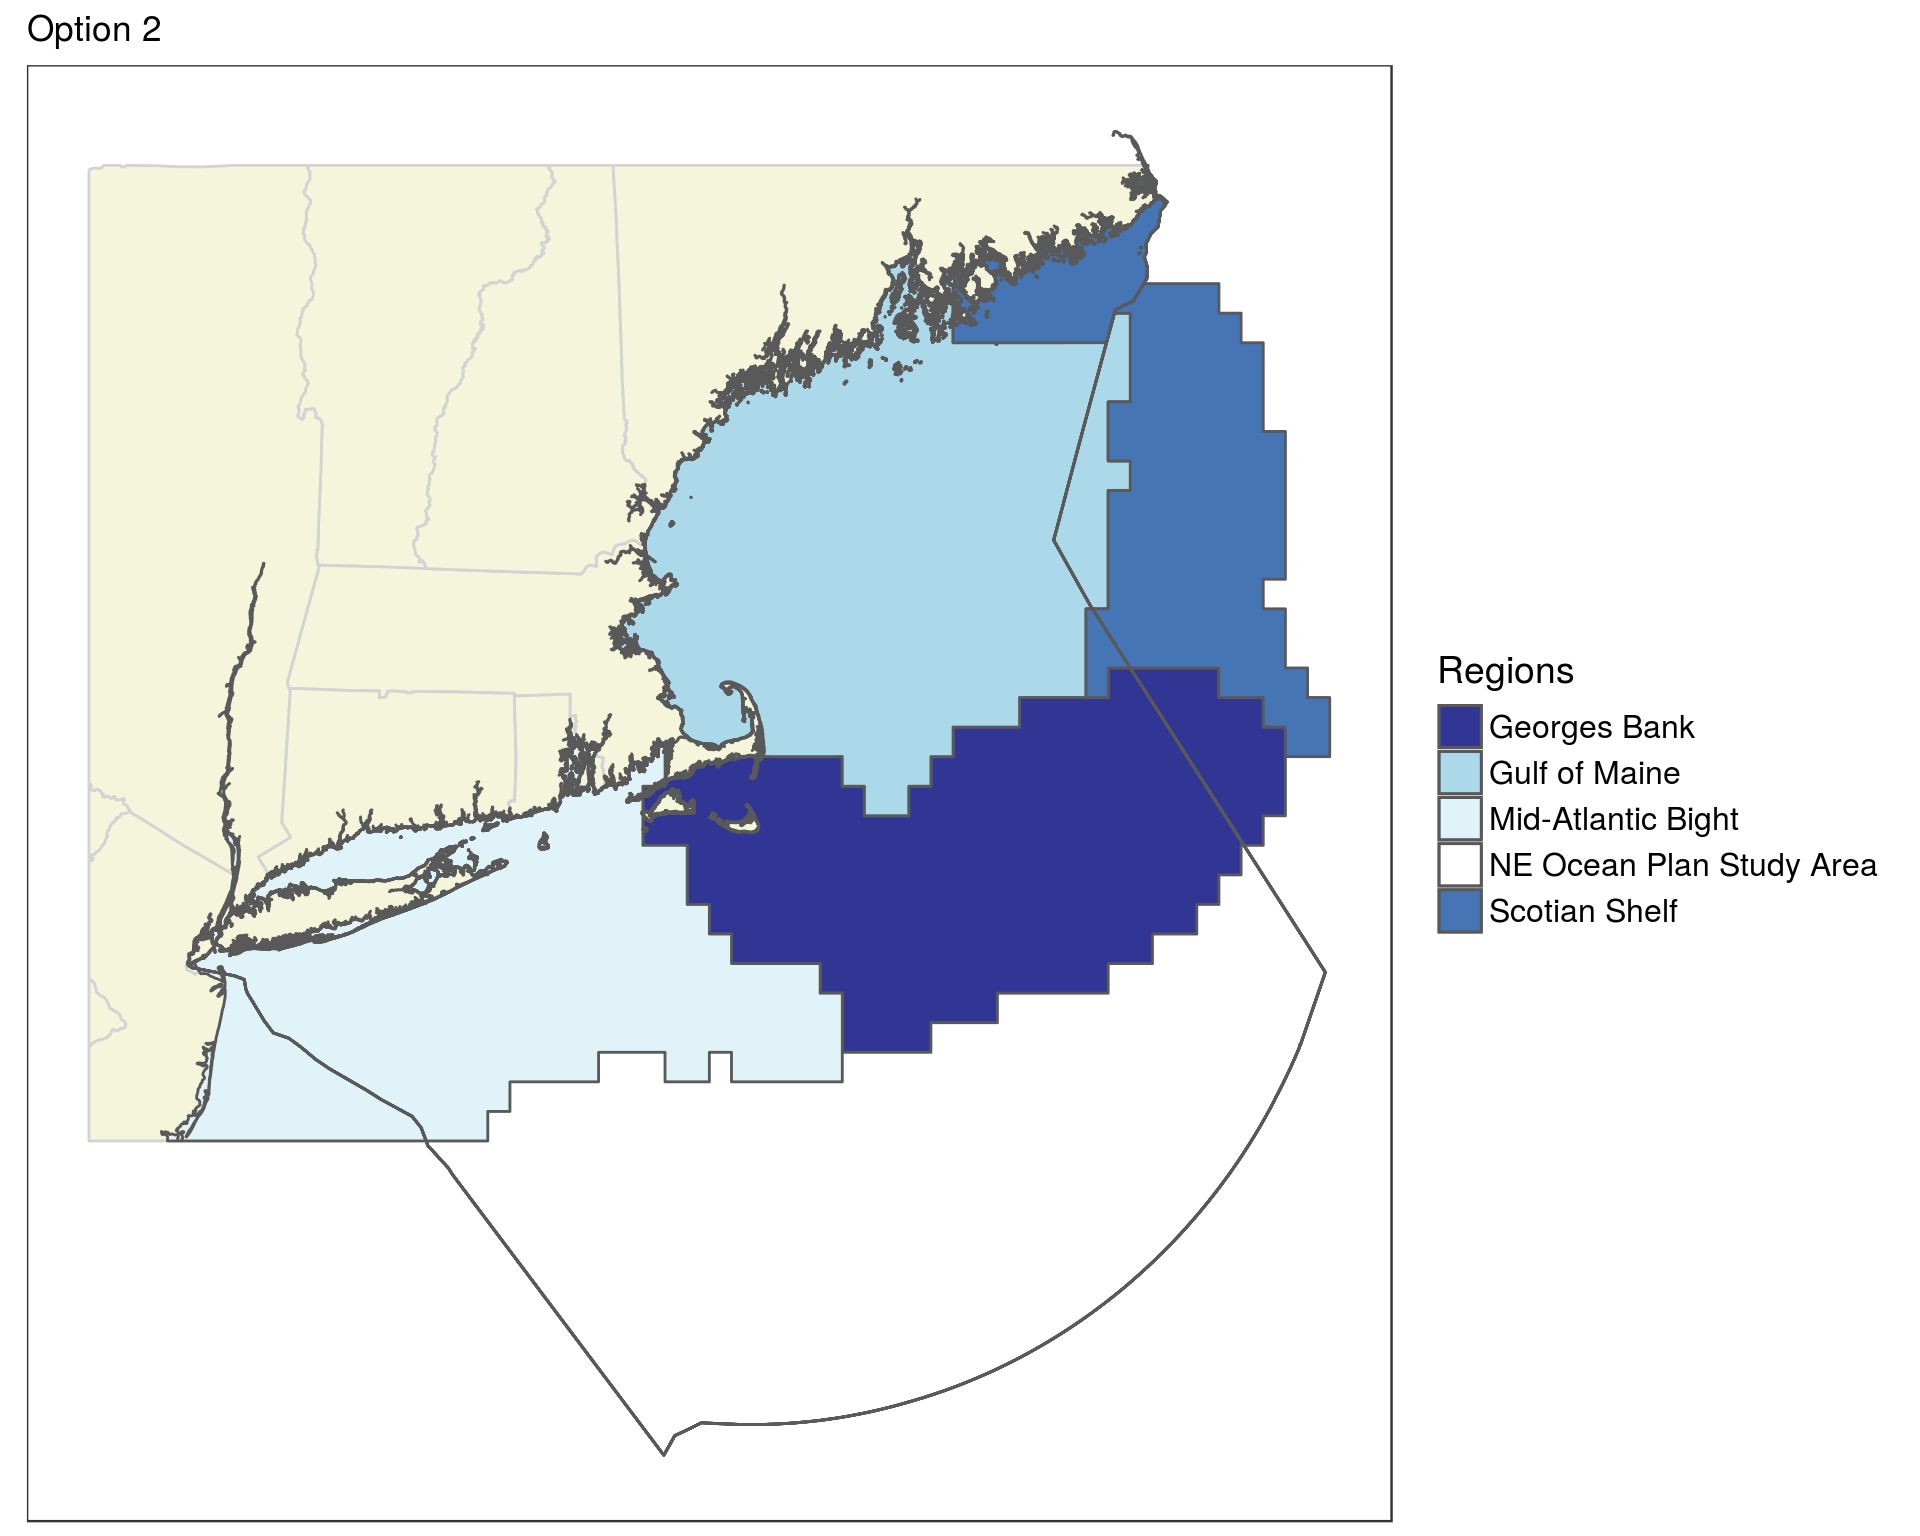 Option 2
Regions
Georges Bank
Gulf of Maine
Mid-Atlantic Bight
NE Ocean Plan Study Area
Scotian Shelf